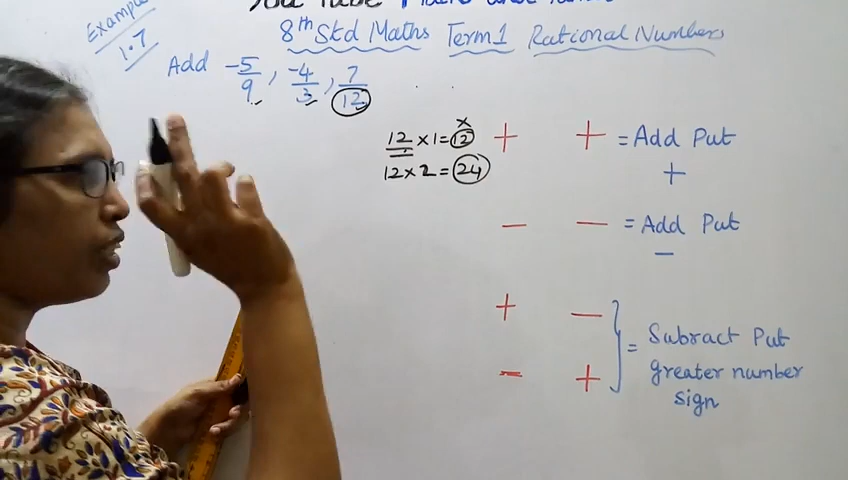 8th Std Maths Term1 Rational Numbers
Example
1.7
Add -5/9, -4/3, 7/12
12 × 1 = 12 x
12 × 2 = 24
+ + = Add Put
+
- - = Add Put
-
+ -
- + = Subract Put
greater number
sign